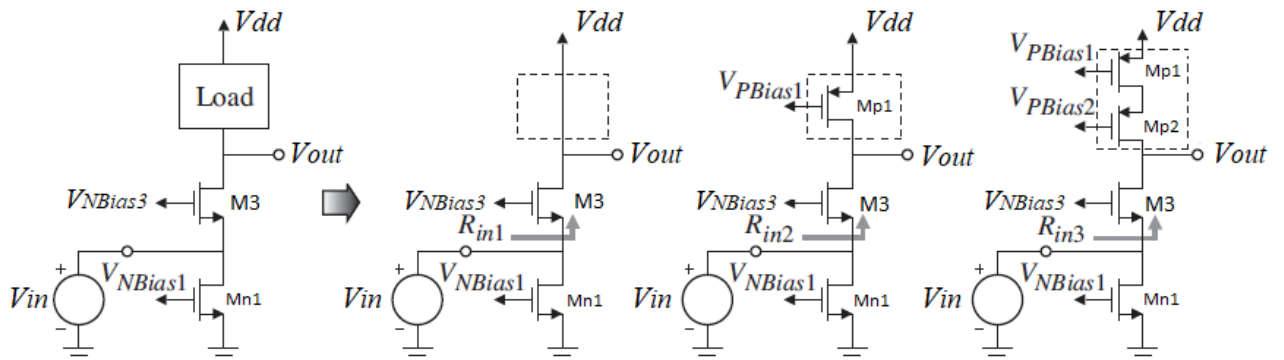 Vdd
Load
Vout
VNBias3
M3
Vin
+
−
VNBias1
Mn1
Vdd
Vout
VNBias3
M3
Rin1
Vin
+
−
VNBias1
Mn1
Vdd
VPBias1
Mp1
Vout
VNBias3
M3
Rin2
Vin
+
−
VNBias1
Mn1
Vdd
VPBias1
Mp1
VPBias2
Mp2
Vout
VNBias3
M3
Rin3
Vin
+
−
VNBias1
Mn1